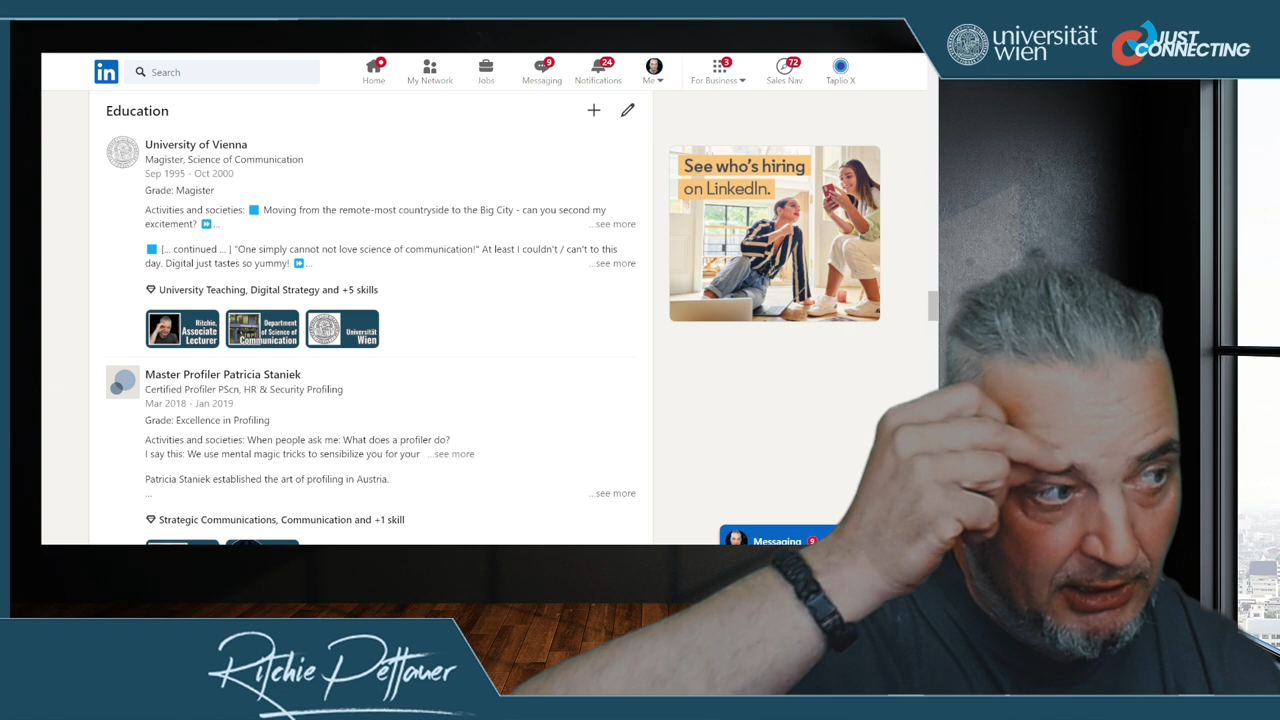 universität
wien
JUST
CONNECTING
in
Search
Home
My Network
Jobs
9
Messaging
24
Notifications
Me
3
For Business
72
Sales Nav
Taplio X
Education
University of Vienna
Magister, Science of Communication
Sep 1995 - Oct 2000
Grade: Magister
Activities and societies: Moving from the remote-most countryside to the Big City - can you second my
excitement? ...
...see more
[... continued ... ] "One simply cannot not love science of communication!" At least I couldn't / can't to this
day. Digital just tastes so yummy! ...
...see more
University Teaching, Digital Strategy and +5 skills
Ritchie,
Associate
Lecturer
Department
of Science of
Communication
Universität
Wien
Master Profiler Patricia Staniek
Certified Profiler PScn, HR & Security Profiling
Mar 2018 - Jan 2019
Grade: Excellence in Profiling
Activities and societies: When people ask me: What does a profiler do?
I say this: We use mental magic tricks to sensibilize you for your ...see more
Patricia Staniek established the art of profiling in Austria.
...
...see more
Strategic Communications, Communication and +1 skill
See who's hiring
on LinkedIn.
Messaging 9
Ritchie Pettauer